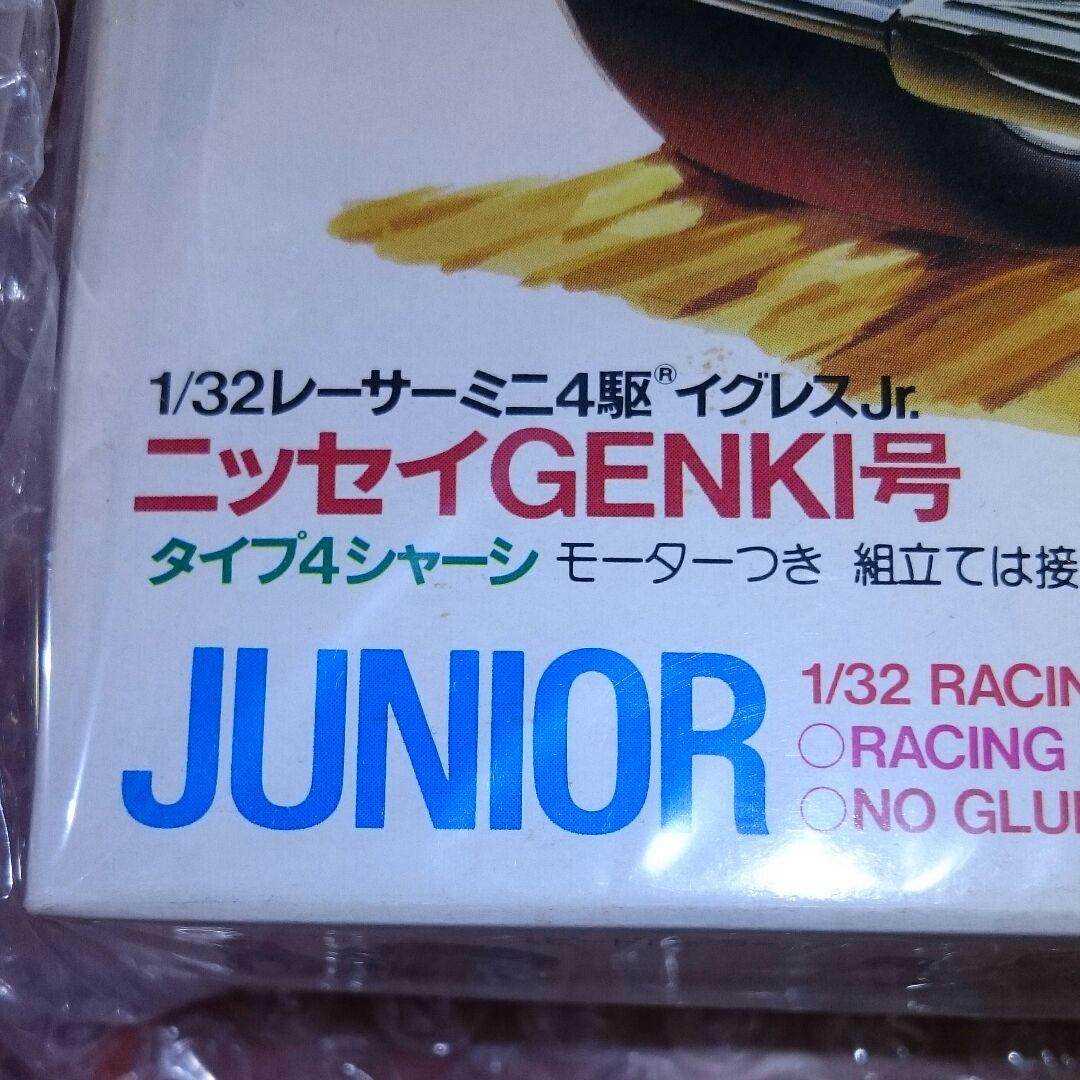 1/32レーサーミニ4駆®イグレスJr.
ニッセイGENKI号
タイプ4シャーシ モーターつき 組立ては接
JUNIOR
1/32 RACIN
○RACING
○NO GLUE